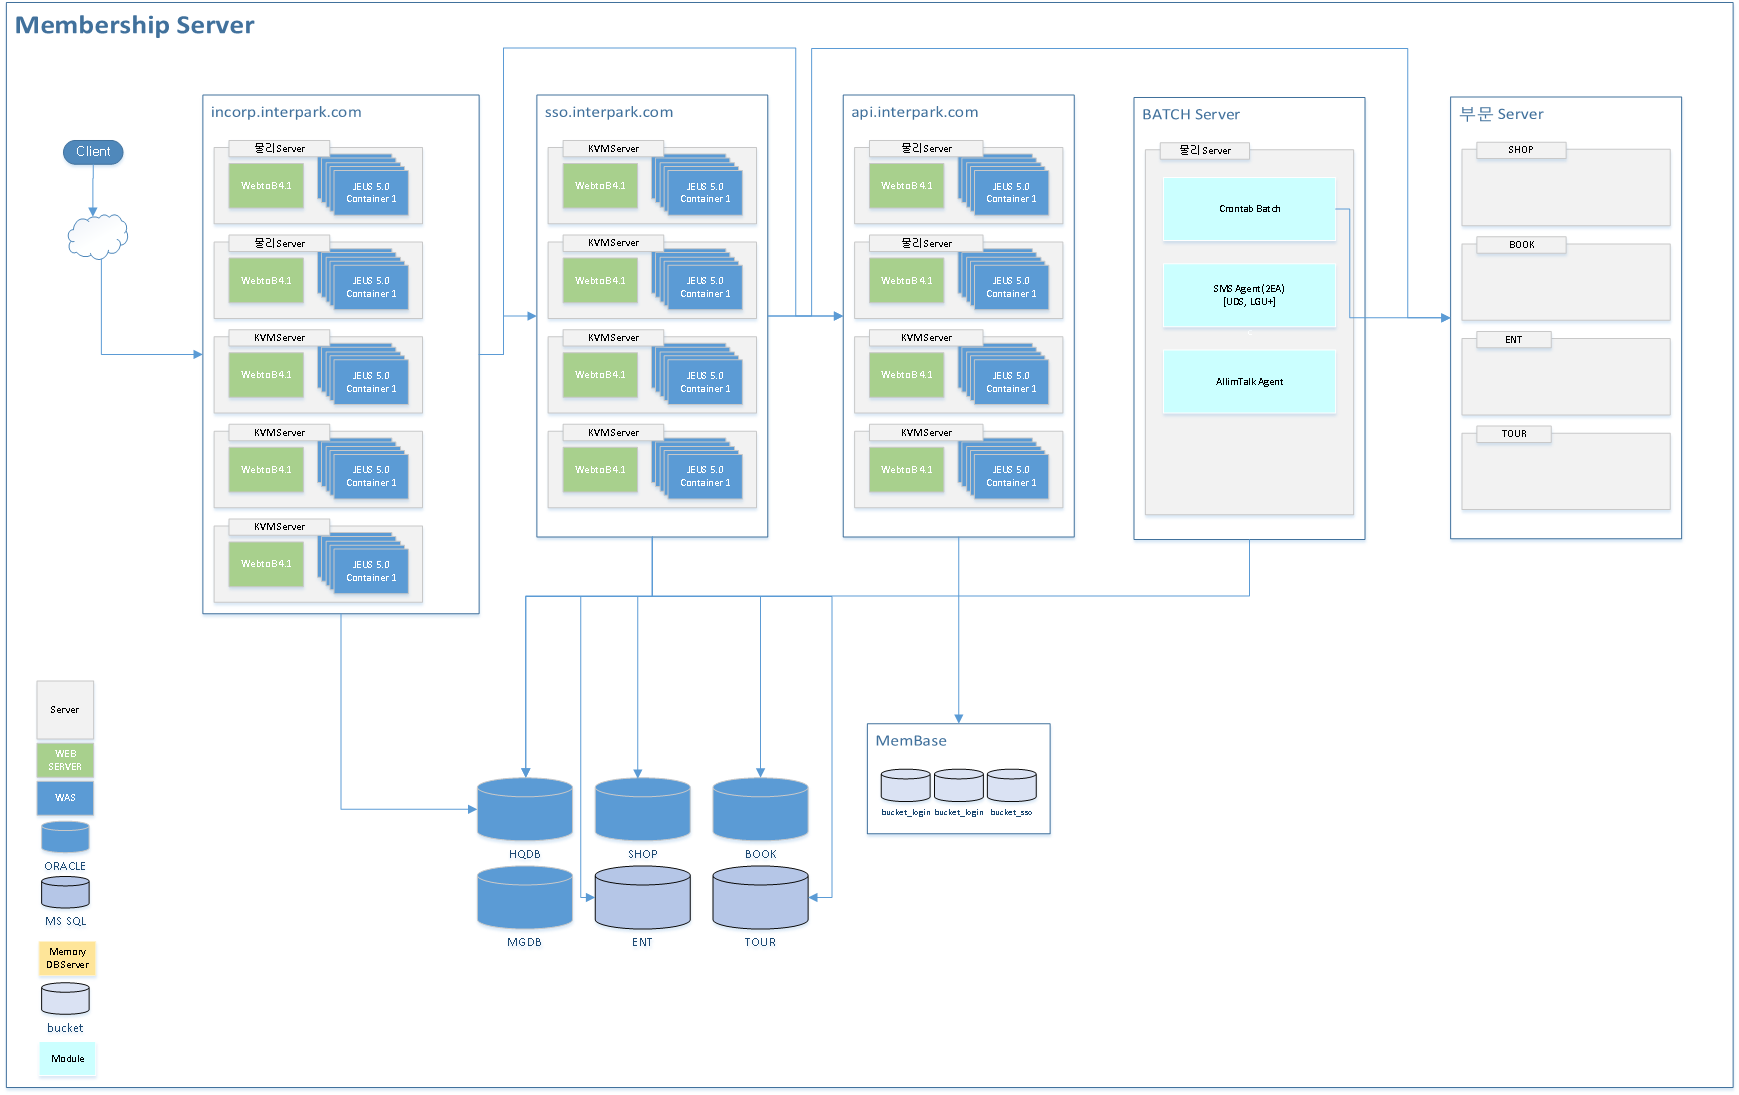 Membership Server
Client
incorp.interpark.com
물리Server
WebtoB4.1
JEUS 5.0
Container 1
물리Server
WebtoB4.1
JEUS 5.0
Container 1
KVMServer
WebtoB4.1
JEUS 5.0
Container 1
KVMServer
WebtoB4.1
JEUS 5.0
Container 1
KVMServer
WebtoB4.1
JEUS 5.0
Container 1
sso.interpark.com
KVMServer
WebtoB4.1
JEUS 5.0
Container 1
KVMServer
WebtoB4.1
JEUS 5.0
Container 1
KVMServer
WebtoB4.1
JEUS 5.0
Container 1
KVMServer
WebtoB4.1
JEUS 5.0
Container 1
api.interpark.com
물리Server
WebtoB4.1
JEUS 5.0
Container 1
물리Server
WebtoB4.1
JEUS 5.0
Container 1
KVMServer
WebtoB4.1
JEUS 5.0
Container 1
KVMServer
WebtoB4.1
JEUS 5.0
Container 1
BATCH Server
물리Server
Crontab Batch
SMS Agent(2EA)
[UDS, LGU+]
AllimTalk Agent
부문 Server
SHOP
BOOK
ENT
TOUR
MemBase
bucket_login
bucket_login
bucket_sso
HQDB
SHOP
BOOK
MGDB
ENT
TOUR
Server
WEB
SERVER
WAS
ORACLE
MS SQL
Memory
DBServer
bucket
Module